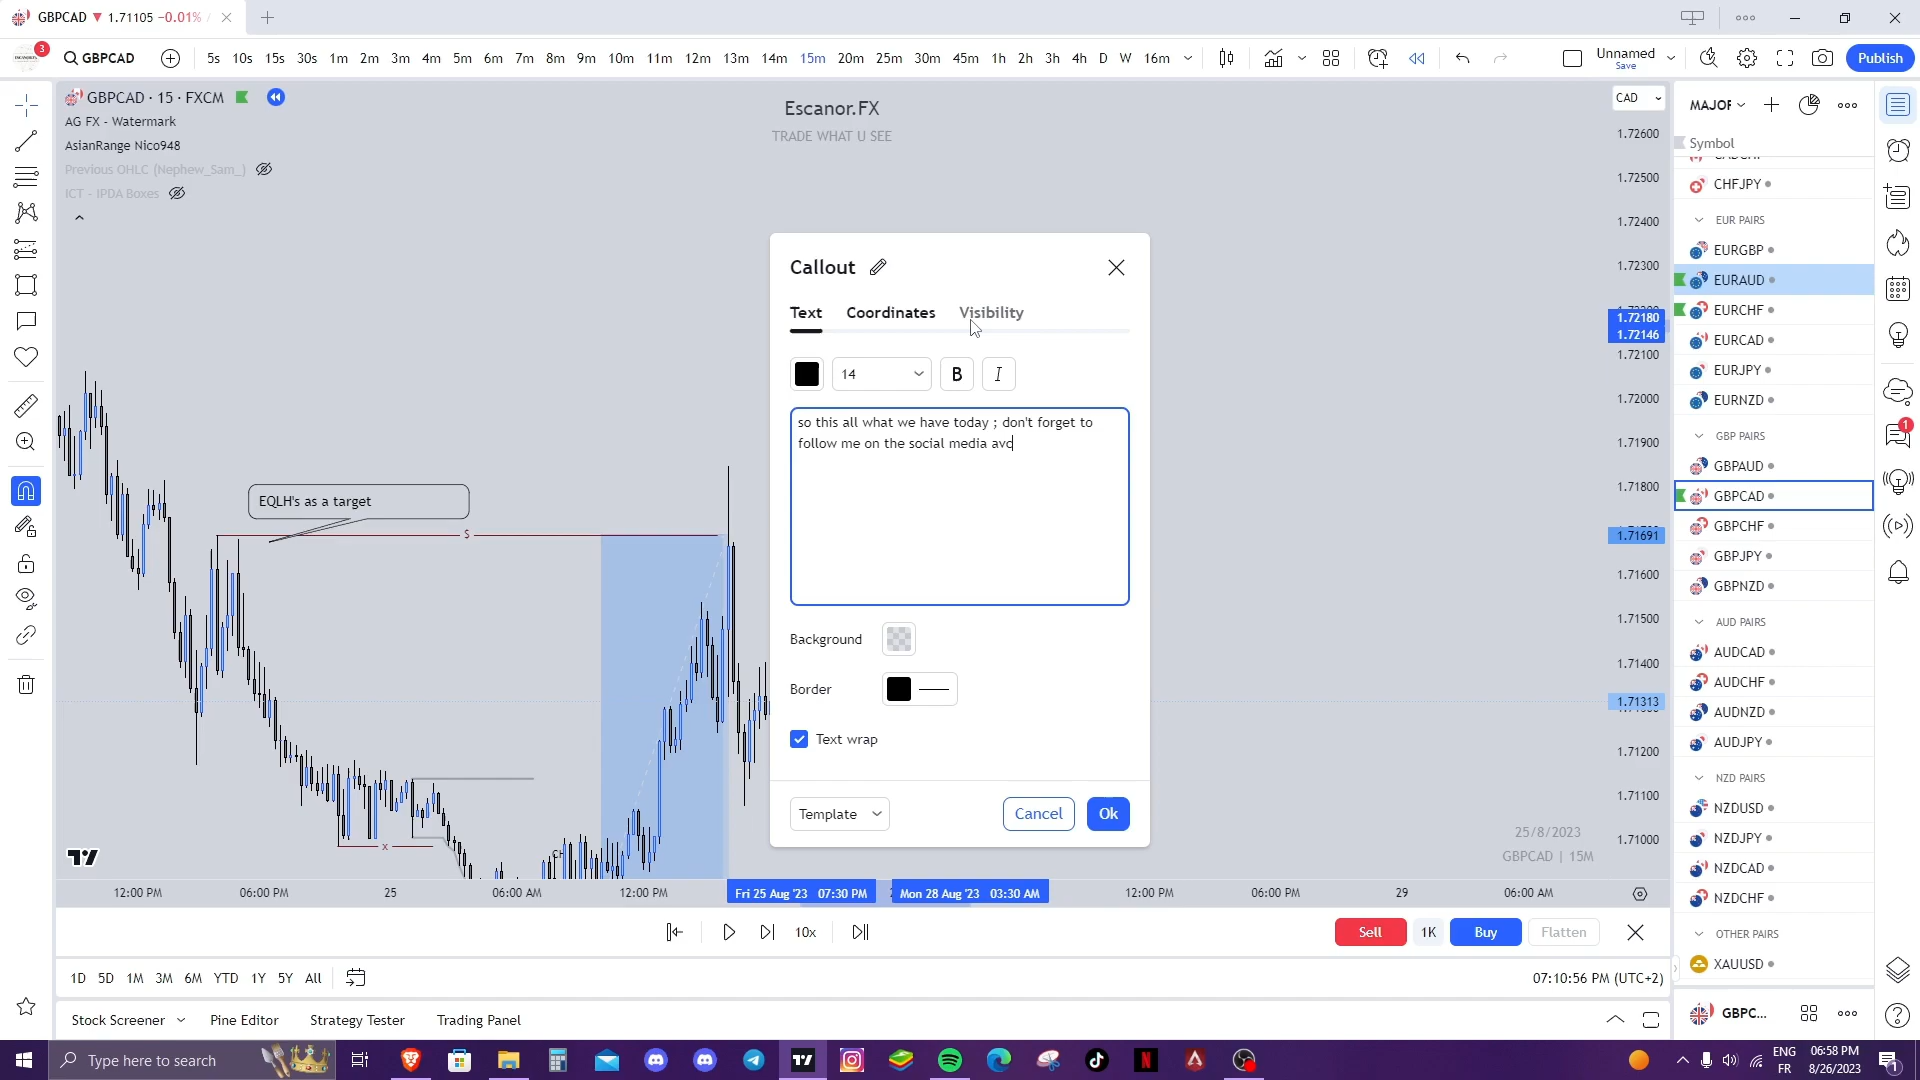 GBPCAD ▼ 1.71105 −0.01% /
3
GBPCAD
5s 10s 15s 30s 1m 2m 3m 4m 5m 6m 7m 8m 9m 10m 11m 12m 13m 14m 15m 20m 25m 30m 45m 1h 2h 3h 4h D W 16m
Unnamed
Save
Publish
GBPCAD · 15 · FXCM
AG FX - Watermark
AsianRange Nico948
Previous OHLC (Nephew_Sam_)
ICT - IPDA Boxes
Escanor.FX
TRADE WHAT U SEE
CAD
1.72600
1.72500
1.72400
1.72300
1.72180
1.72146
1.72100
1.72000
1.71900
1.71800
1.71691
1.71600
1.71500
1.71400
1.71313
1.71200
1.71100
1.71000
EQLH's as a target
$
x
Callout
Text Coordinates Visibility
14
B I
so this all what we have today ; don't forget to
follow me on the social media avc
Background
Border
Text wrap
Template
Cancel
Ok
25/8/2023
GBPCAD | 15M
12:00 PM 06:00 PM 25 06:00 AM 12:00 PM Fri 25 Aug '23 07:30 PM Mon 28 Aug '23 03:30 AM 12:00 PM 06:00 PM 29 06:00 AM
10x
Sell 1K Buy Flatten
1D 5D 1M 3M 6M YTD 1Y 5Y All
07:10:56 PM (UTC+2)
Stock Screener Pine Editor Strategy Tester Trading Panel
MAJOR
Symbol
CADCHF
CHFJPY
EUR PAIRS
EURGBP
EURAUD
EURCHF
EURCAD
EURJPY
EURNZD
GBP PAIRS
GBPAUD
GBPCAD
GBPCHF
GBPJPY
GBPNZD
AUD PAIRS
AUDCAD
AUDCHF
AUDNZD
AUDJPY
NZD PAIRS
NZDUSD
NZDJPY
NZDCAD
NZDCHF
OTHER PAIRS
XAUUSD
GBPC...
1
Type here to search
ENG
FR
06:58 PM
8/26/2023
1